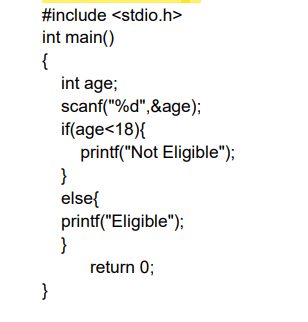 #include <stdio.h>
int main()
{
int age;
scanf("%d",&age);
if(age<18){
printf("Not Eligible");
}
else{
printf("Eligible");
}
return 0;
}